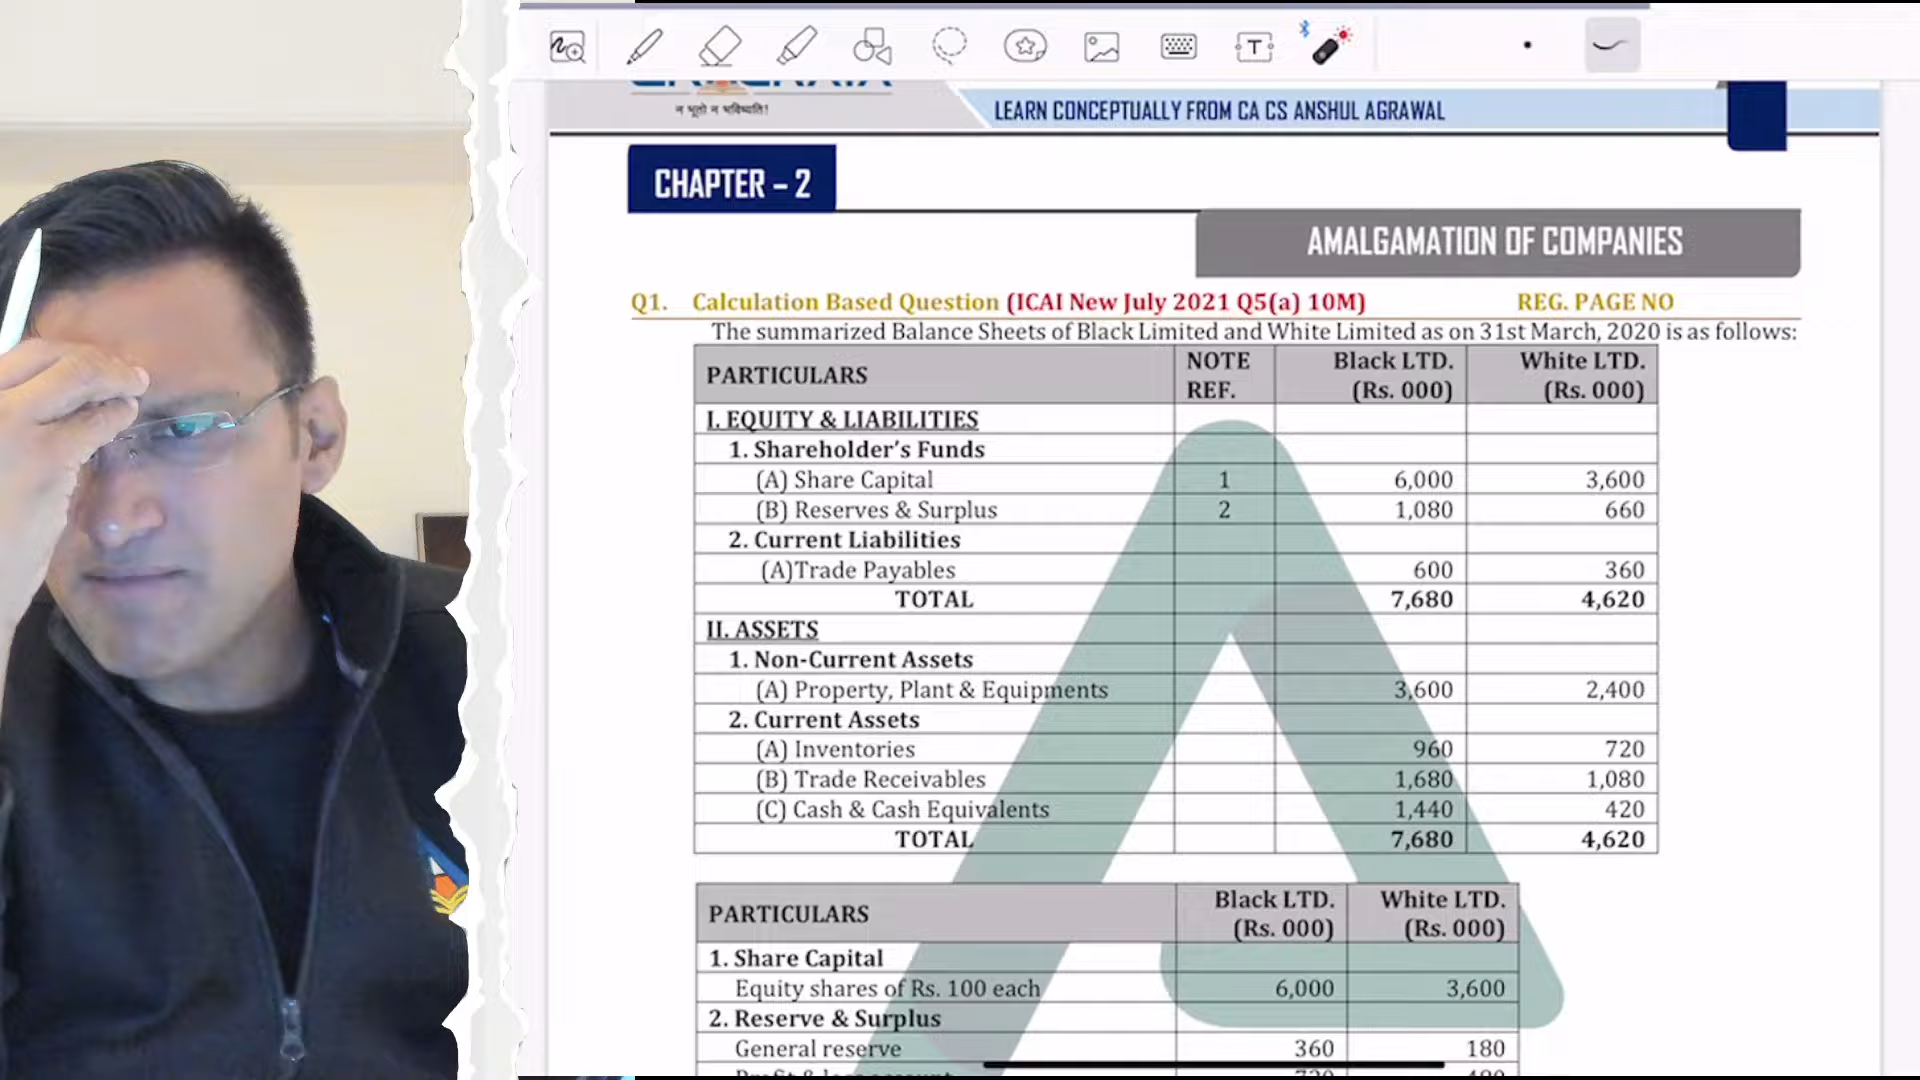 न भूतो न भविष्यति!
LEARN CONCEPTUALLY FROM CA CS ANSHUL AGRAWAL
CHAPTER – 2
AMALGAMATION OF COMPANIES
Q1. Calculation Based Question (ICAI New July 2021 Q5(a) 10M) REG. PAGE NO
The summarized Balance Sheets of Black Limited and White Limited as on 31st March, 2020 is as follows:
PARTICULARS NOTE REF. Black LTD. (Rs. 000) White LTD. (Rs. 000)
I. EQUITY & LIABILITIES
1. Shareholder’s Funds
(A) Share Capital 1 6,000 3,600
(B) Reserves & Surplus 2 1,080 660
2. Current Liabilities
(A)Trade Payables 600 360
TOTAL 7,680 4,620
II. ASSETS
1. Non-Current Assets
(A) Property, Plant & Equipments 3,600 2,400
2. Current Assets
(A) Inventories 960 720
(B) Trade Receivables 1,680 1,080
(C) Cash & Cash Equivalents 1,440 420
TOTAL 7,680 4,620
PARTICULARS Black LTD. (Rs. 000) White LTD. (Rs. 000)
1. Share Capital
Equity shares of Rs. 100 each 6,000 3,600
2. Reserve & Surplus
General reserve 360 180